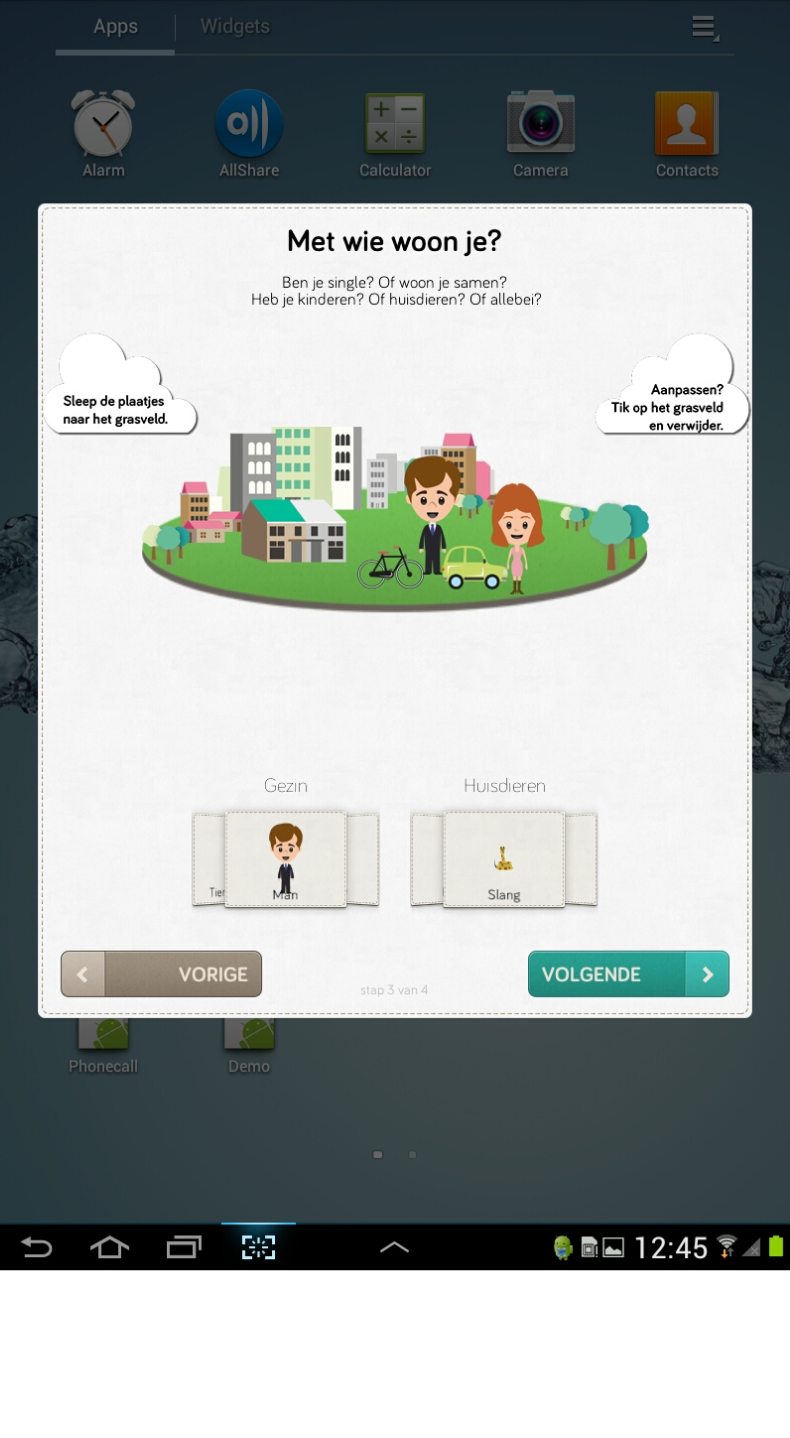 Apps
Widgets
Alarm
AllShare
Calculator
Camera
Contacts
Met wie woon je?
Ben je single? Of woon je samen?
Heb je kinderen? Of huisdieren? Of allebei?
Sleep de plaatjes
naar het grasveld.
Aanpassen?
Tik op het grasveld
en verwijder.
Gezin
Huisdieren
Man
Slang
VORIGE
stap 3 van 4
VOLGENDE
Phonecall
Demo
12:45